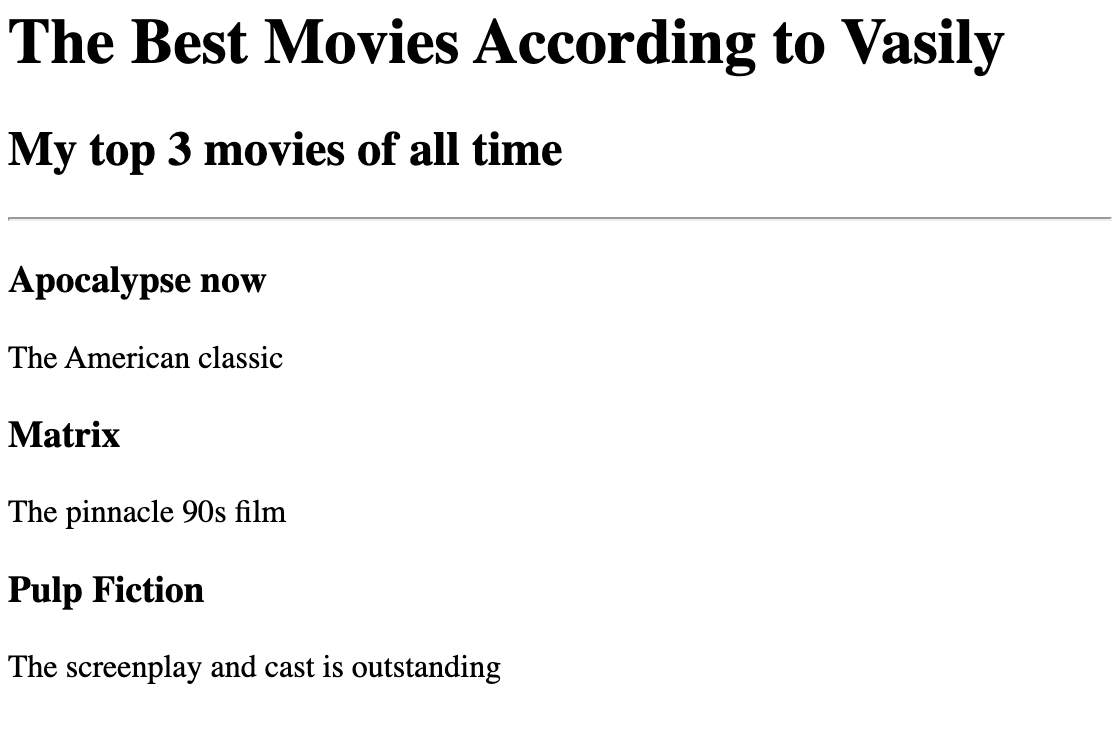 The Best Movies According to Vasily
My top 3 movies of all time
Apocalypse now
The American classic
Matrix
The pinnacle 90s film
Pulp Fiction
The screenplay and cast is outstanding